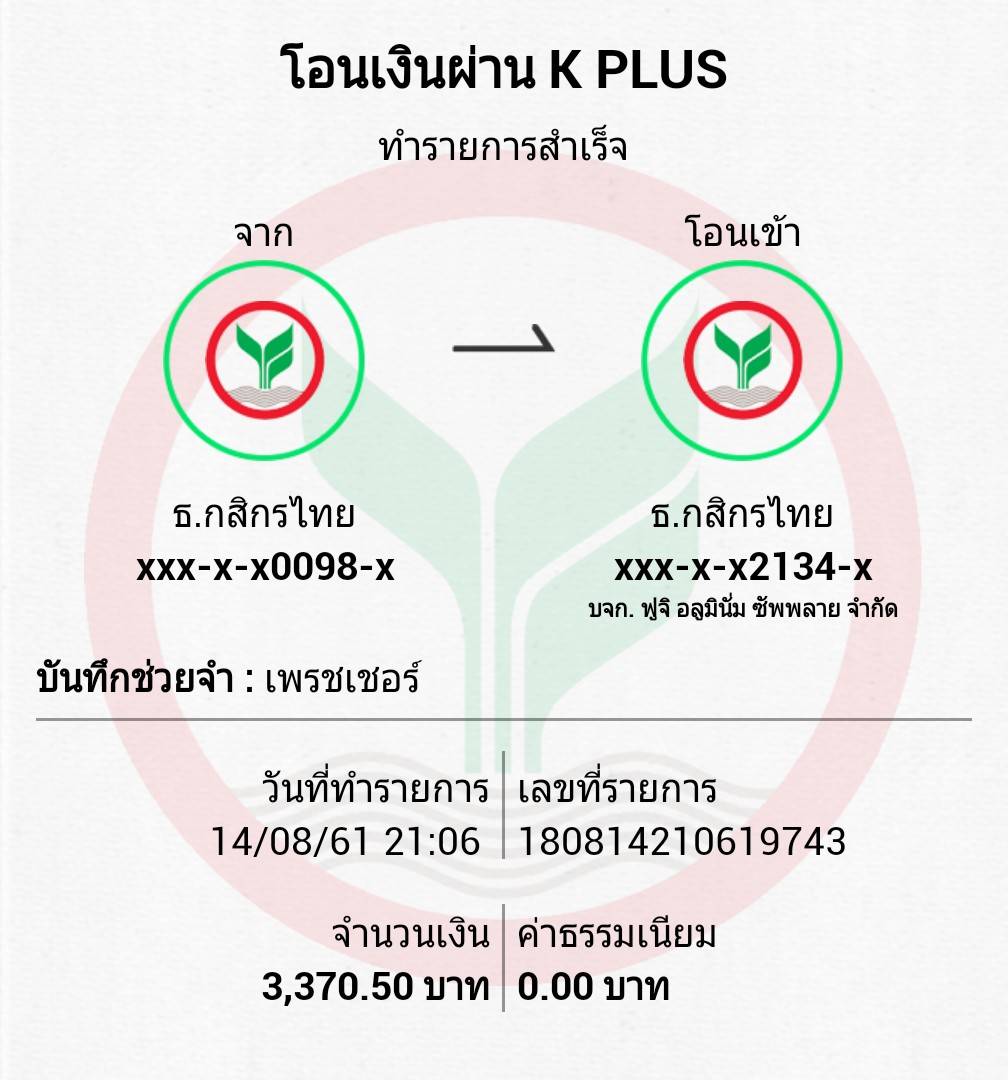 โอนเงินผ่าน K PLUS
ทำรายการสำเร็จ
จาก
โอนเข้า
ธ.กสิกรไทย
xxx-x-x0098-x
ธ.กสิกรไทย
xxx-x-x2134-x
บจก. ฟูจิ อลูมินั่ม ซัพพลาย จำกัด
บันทึกช่วยจำ : เพรชเชอร์
วันที่ทำรายการ
14/08/61 21:06
เลขที่รายการ
180814210619743
จำนวนเงิน
3,370.50 บาท
ค่าธรรมเนียม
0.00 บาท